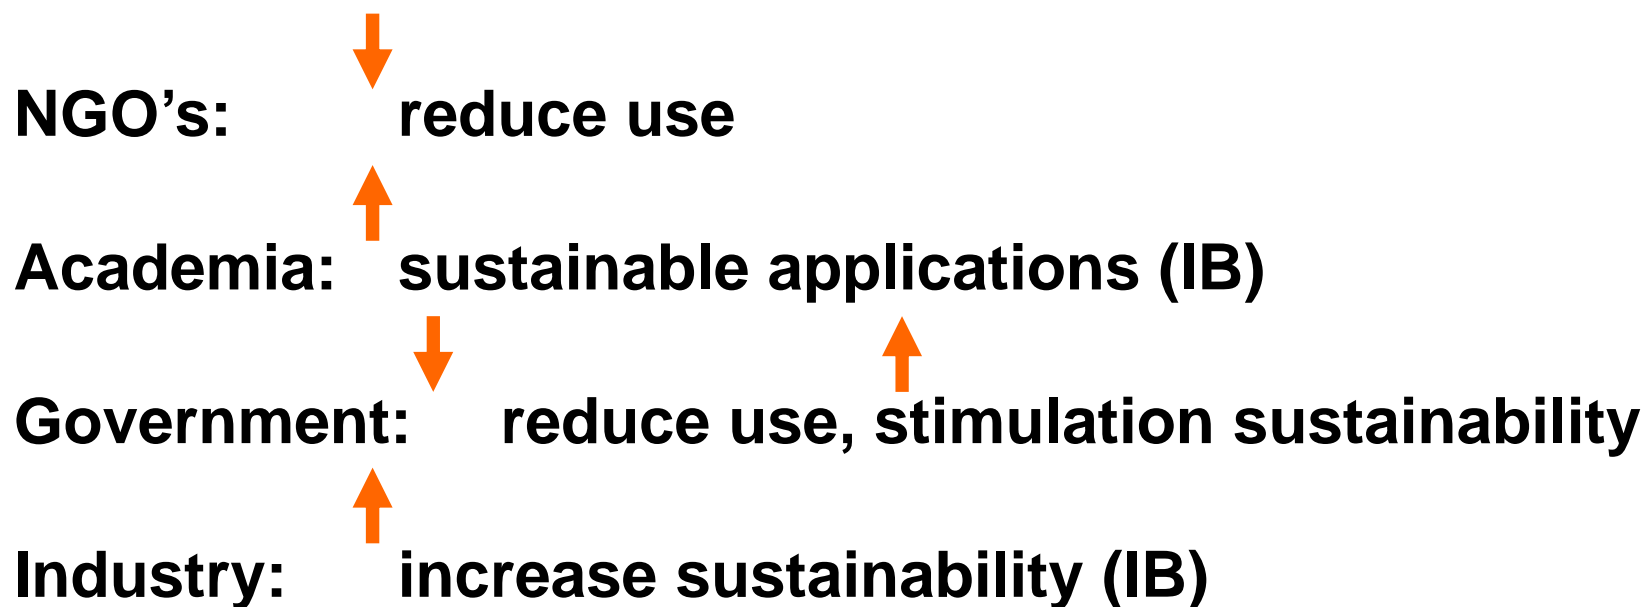 NGO’s: reduce use
Academia: sustainable applications (IB)
Government: reduce use, stimulation sustainability
Industry: increase sustainability (IB)